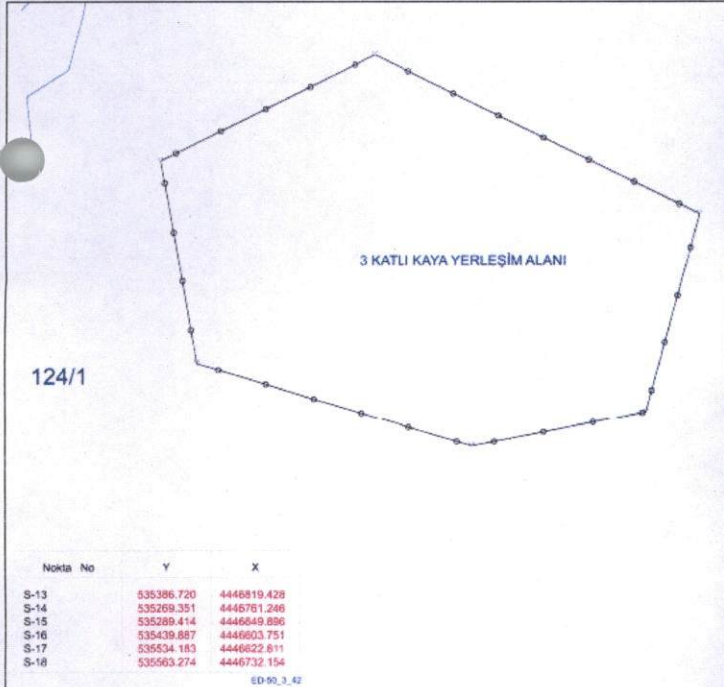 3 KATLI KAYA YERLEŞİM ALANI
124/1
Nokta No Y X
S-13 535386.720 4446819.428
S-14 535269.351 4446761.246
S-15 535289.414 4446649.896
S-16 535439.887 4446603.751
S-17 535534.183 4446622.811
S-18 535563.274 4446732.154
ED-50_3_42